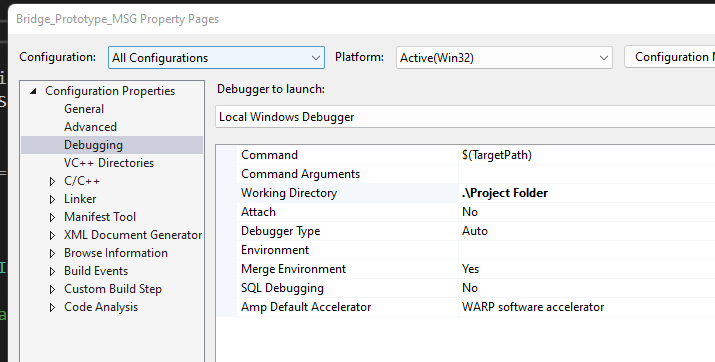 Bridge_Prototype_MSG Property Pages
Configuration: All Configurations Platform: Active(Win32) Configuration
Configuration Properties
General
Advanced
Debugging
VC++ Directories
C/C++
Linker
Manifest Tool
XML Document Generator
Browse Information
Build Events
Custom Build Step
Code Analysis
Debugger to launch:
Local Windows Debugger
Command $(TargetPath)
Command Arguments
Working Directory .\Project Folder
Attach No
Debugger Type Auto
Environment
Merge Environment Yes
SQL Debugging No
Amp Default Accelerator WARP software accelerator